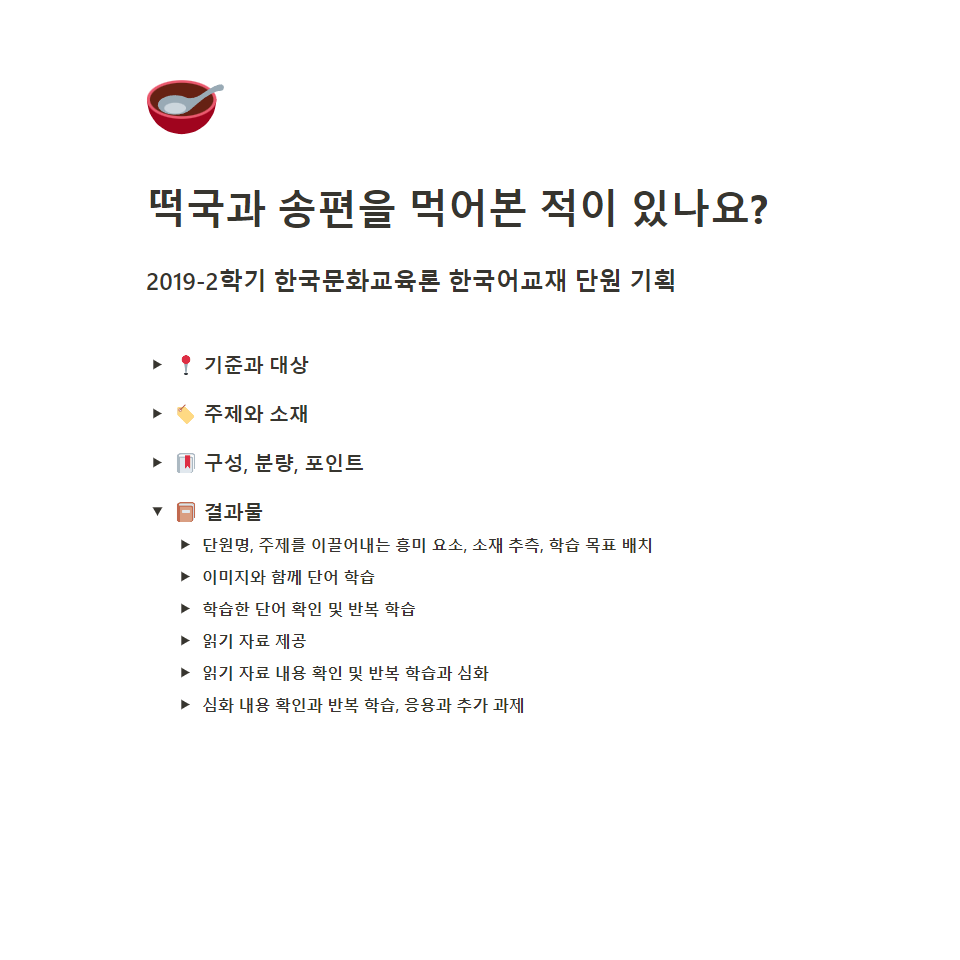 떡국과 송편을 먹어본 적이 있나요?
2019-2학기 한국문화교육론 한국어교재 단원 기획
기준과 대상
주제와 소재
구성, 분량, 포인트
결과물
단원명, 주제를 이끌어내는 흥미 요소, 소재 추측, 학습 목표 배치
이미지와 함께 단어 학습
학습한 단어 확인 및 반복 학습
읽기 자료 제공
읽기 자료 내용 확인 및 반복 학습과 심화
심화 내용 확인과 반복 학습, 응용과 추가 과제